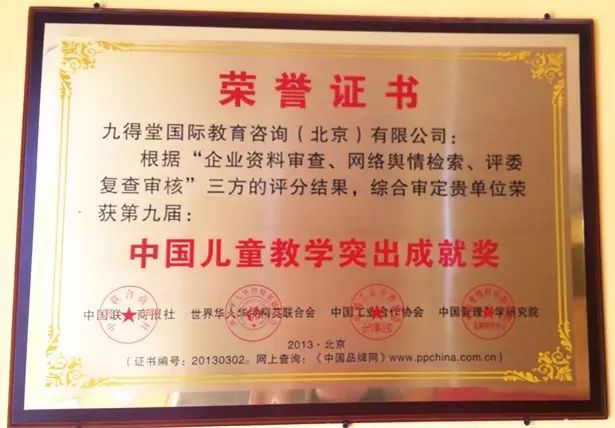 荣誉证书
九得堂国际教育咨询（北京）有限公司：
根据“企业资料审查、网络舆情检索、评委
复查审核”三方的评分结果，综合审定贵单位荣
获第九届：
中国儿童教学突出成就奖
中国联合商报社 世界华人华侨精英联合会 中国工业合作协会 中国管理科学研究院
2013·北京
（证书编号：20130302。网上查询：《中国品牌网》www.ppchina.com.cn）